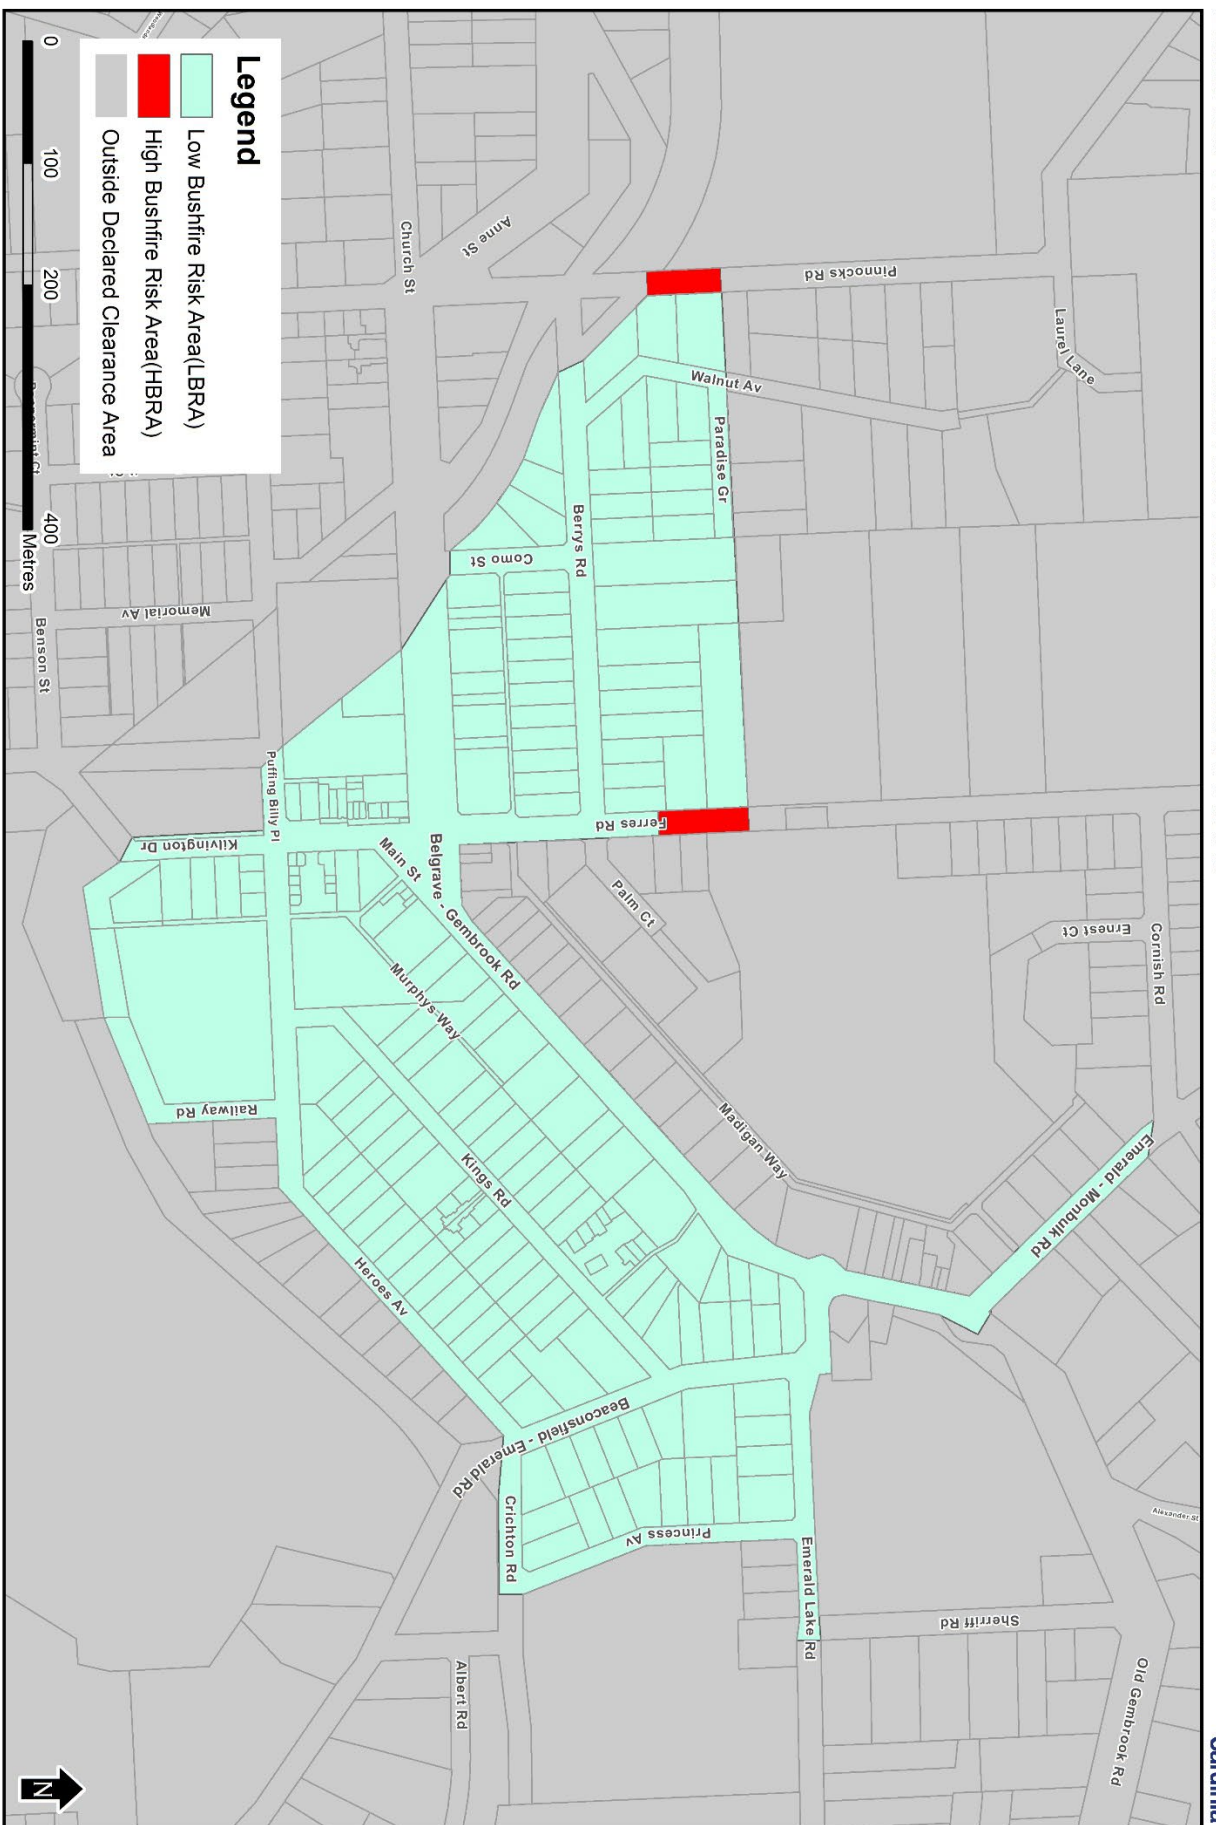 Legend
Low Bushfire Risk Area(LBRA)
High Bushfire Risk Area(HBRA)
Outside Declared Clearance Area
0
100
200
400
Metres
Church St
Anne St
Pinnocks Rd
Laurel Lane
Walnut Av
Paradise Gr
Berrys Rd
Como St
Memorial Av
Benson St
Puffing Billy Pl
Kilvington Dr
Main St
Belgrave - Gembrook Rd
Ferres Rd
Palm Ct
Ernest Ct
Cornish Rd
Murphys Way
Madigan Way
Railway Rd
Kings Rd
Emerald - Monbulk Rd
Heroes Av
Beaconsfield - Emerald Rd
Crichton Rd
Princess Av
Emerald Lake Rd
Alexander St
Sherriff Rd
Old Gembrook Rd
Albert Rd
N